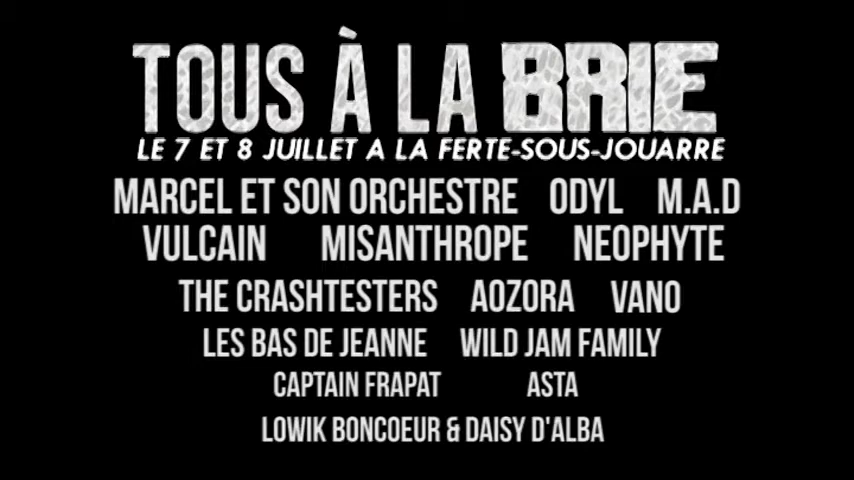 TOUS À LA BRIE
LE 7 ET 8 JUILLET A LA FERTE-SOUS-JOUARRE
MARCEL ET SON ORCHESTRE ODYL M.A.D
VULCAIN MISANTHROPE NEOPHYTE
THE CRASHTESTERS AOZORA VANO
LES BAS DE JEANNE WILD JAM FAMILY
CAPTAIN FRAPAT ASTA
LOWIK BONCOEUR & DAISY D'ALBA